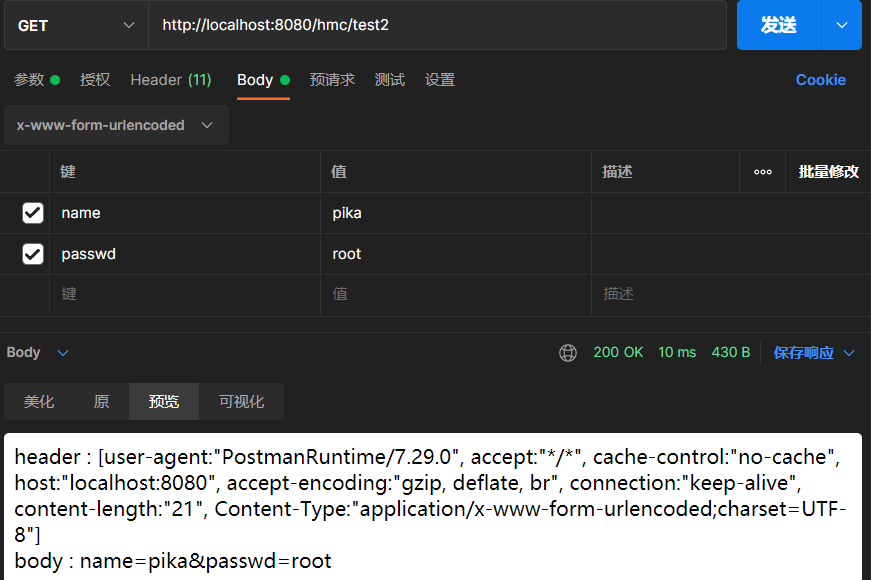 GET http://localhost:8080/hmc/test2 发送
参数 授权 Header (11) Body 预请求 测试 设置 Cookie
x-www-form-urlencoded
键 值 描述 ooo 批量修改
name pika
passwd root
键 值 描述
Body 200 OK 10 ms 430 B 保存响应
美化 原 预览 可视化
header : [user-agent:"PostmanRuntime/7.29.0", accept:"*/*", cache-control:"no-cache",
host:"localhost:8080", accept-encoding:"gzip, deflate, br", connection:"keep-alive",
content-length:"21", Content-Type:"application/x-www-form-urlencoded;charset=UTF-
8"]
body : name=pika&passwd=root